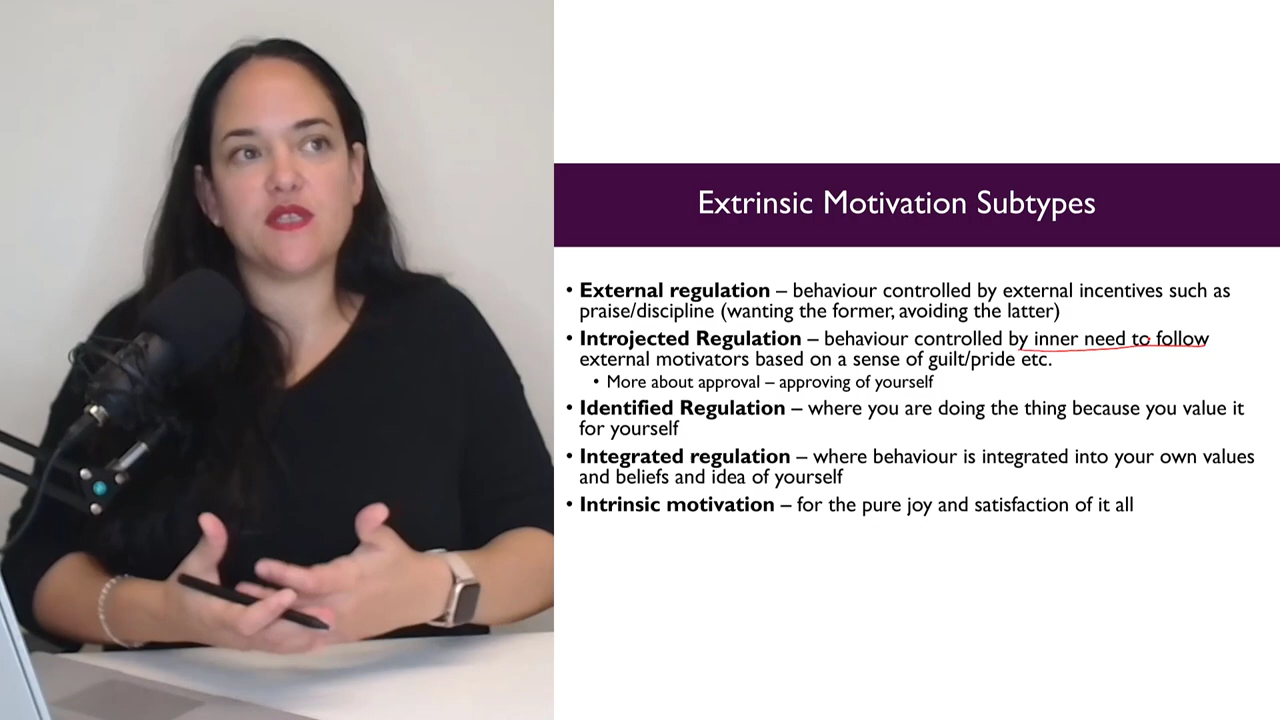 Extrinsic Motivation Subtypes
• External regulation – behaviour controlled by external incentives such as
praise/discipline (wanting the former, avoiding the latter)
• Introjected Regulation – behaviour controlled by inner need to follow
external motivators based on a sense of guilt/pride etc.
• More about approval – approving of yourself
• Identified Regulation – where you are doing the thing because you value it
for yourself
• Integrated regulation – where behaviour is integrated into your own values
and beliefs and idea of yourself
• Intrinsic motivation – for the pure joy and satisfaction of it all